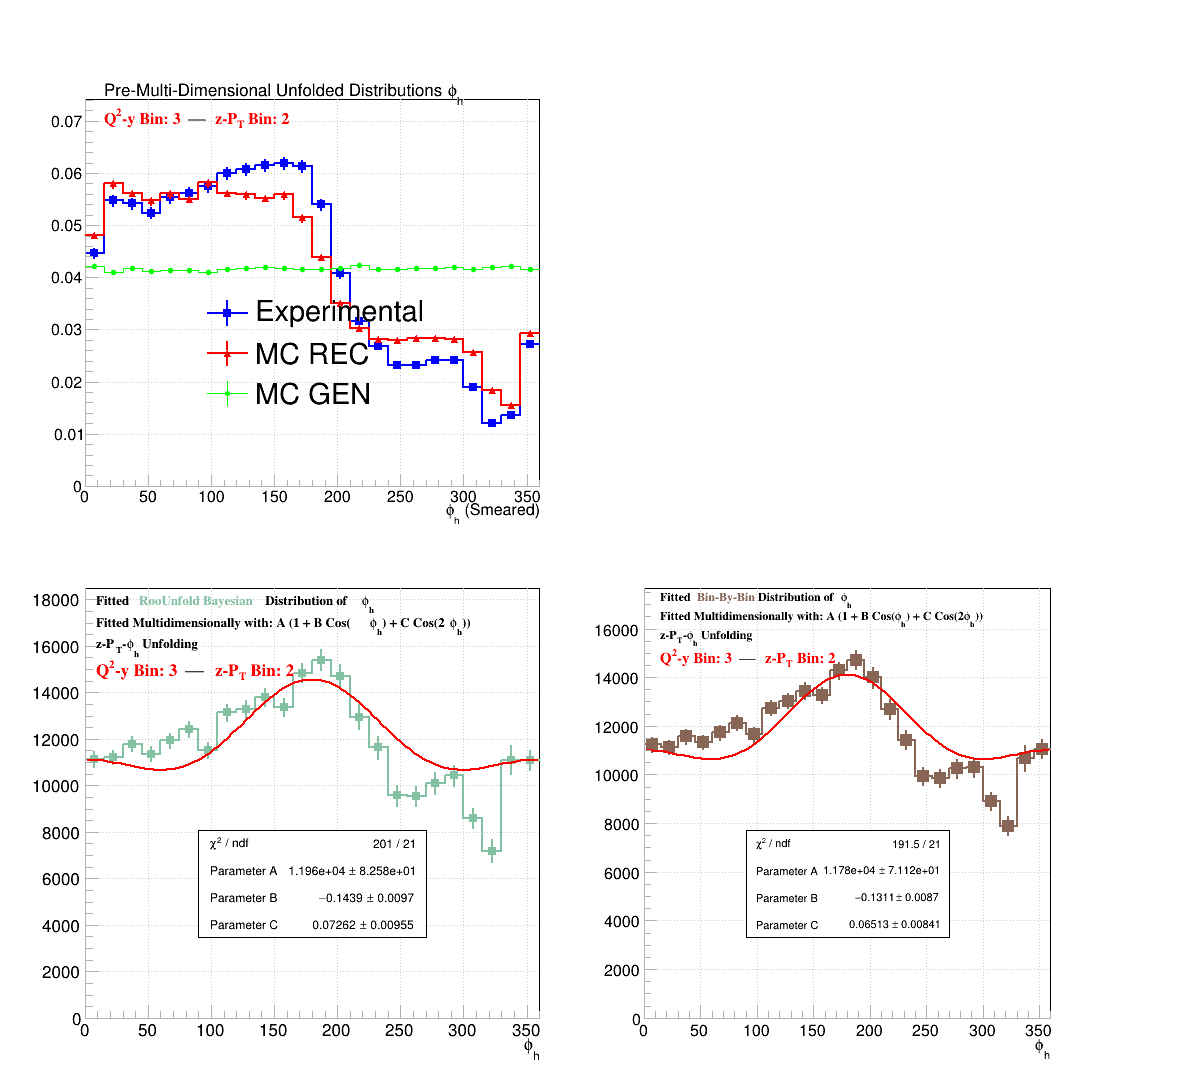 Pre-Multi-Dimensional Unfolded Distributions ϕh
Q²-y Bin: 3 — z-PT Bin: 2
0.07
0.06
0.05
0.04
0.03
0.02
0.01
0
Experimental
MC REC
MC GEN
0 50 100 150 200 250 300 350
ϕh (Smeared)
Fitted RooUnfold Bayesian Distribution of ϕh
Fitted Multidimensionally with: A (1 + B Cos( ϕh) + C Cos(2 ϕh))
z-PT-ϕh Unfolding
Q²-y Bin: 3 — z-PT Bin: 2
18000
16000
14000
12000
10000
8000
6000
4000
2000
0
χ² / ndf 201 / 21
Parameter A 1.196e+04 ± 8.258e+01
Parameter B −0.1439 ± 0.0097
Parameter C 0.07262 ± 0.00955
0 50 100 150 200 250 300 350
ϕh
Fitted Bin-By-Bin Distribution of ϕh
Fitted Multidimensionally with: A (1 + B Cos(ϕh) + C Cos(2ϕh))
z-PT-ϕh Unfolding
Q²-y Bin: 3 — z-PT Bin: 2
16000
14000
12000
10000
8000
6000
4000
2000
0
χ² / ndf 191.5 / 21
Parameter A 1.178e+04 ± 7.112e+01
Parameter B −0.1311 ± 0.0087
Parameter C 0.06513 ± 0.00841
0 50 100 150 200 250 300 350
ϕh